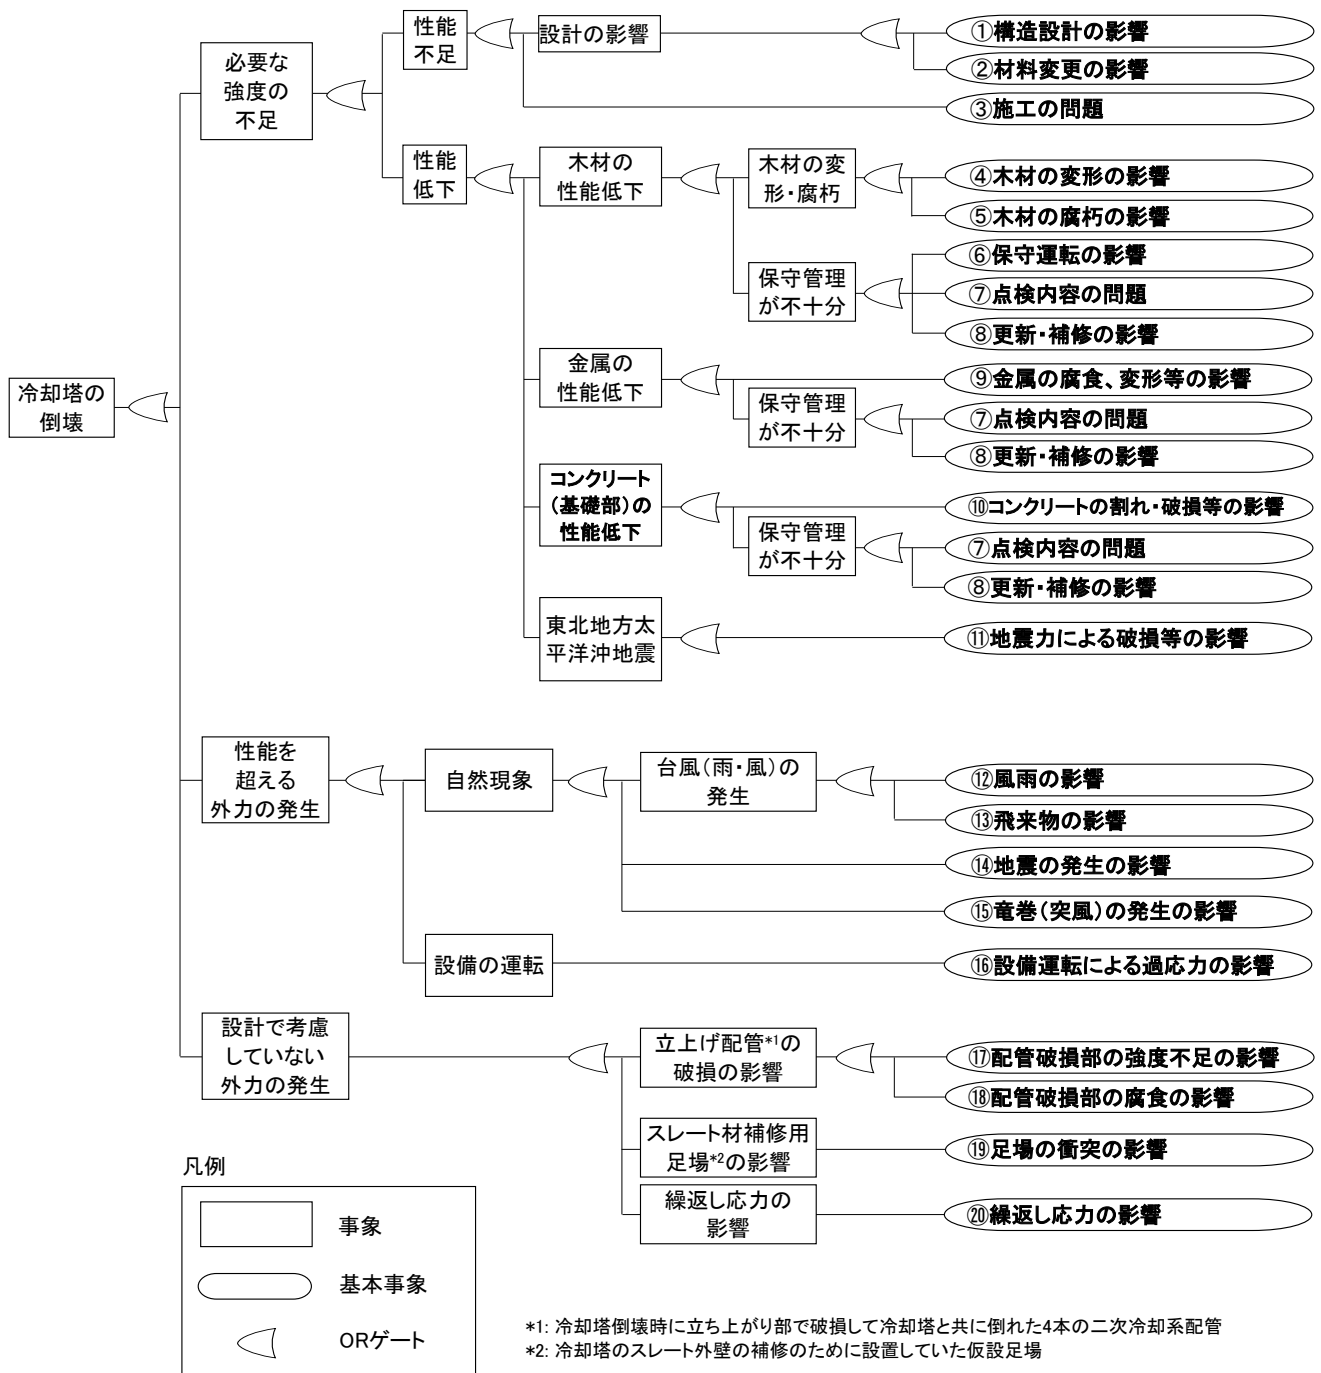 冷却塔の
倒壊
必要な
強度の
不足
性能
不足
設計の影響
①構造設計の影響
②材料変更の影響
③施工の問題
性能
低下
木材の
性能低下
木材の変
形・腐朽
④木材の変形の影響
⑤木材の腐朽の影響
保守管理
が不十分
⑥保守運転の影響
⑦点検内容の問題
⑧更新・補修の影響
金属の
性能低下
⑨金属の腐食、変形等の影響
保守管理
が不十分
⑦点検内容の問題
⑧更新・補修の影響
コンクリート
(基礎部)の
性能低下
⑩コンクリートの割れ・破損等の影響
保守管理
が不十分
⑦点検内容の問題
⑧更新・補修の影響
東北地方太
平洋沖地震
⑪地震力による破損等の影響
性能を
超える
外力の発生
自然現象
台風(雨・風)の
発生
⑫風雨の影響
⑬飛来物の影響
⑭地震の発生の影響
⑮竜巻(突風)の発生の影響
設備の運転
⑯設備運転による過応力の影響
設計で考慮
していない
外力の発生
立上げ配管*1の
破損の影響
⑰配管破損部の強度不足の影響
⑱配管破損部の腐食の影響
スレート材補修用
足場*2の影響
⑲足場の衝突の影響
繰返し応力の
影響
⑳繰返し応力の影響
凡例
事象
基本事象
ORゲート
*1: 冷却塔倒壊時に立ち上がり部で破損して冷却塔と共に倒れた4本の二次冷却系配管
*2: 冷却塔のスレート外壁の補修のために設置していた仮設足場